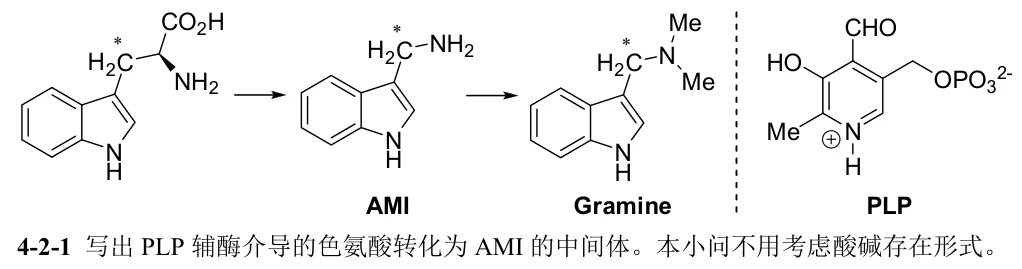 CO₂H
*
H₂C
NH₂
N
H
*
H₂C
NH₂
N
H
AMI
Me
*
H₂C
N
Me
N
H
Gramine
CHO
HO
OPO₃²⁻
Me
N
⊕
H
PLP
4-2-1 写出 PLP 辅酶介导的色氨酸转化为 AMI 的中间体。本小问不用考虑酸碱存在形式。